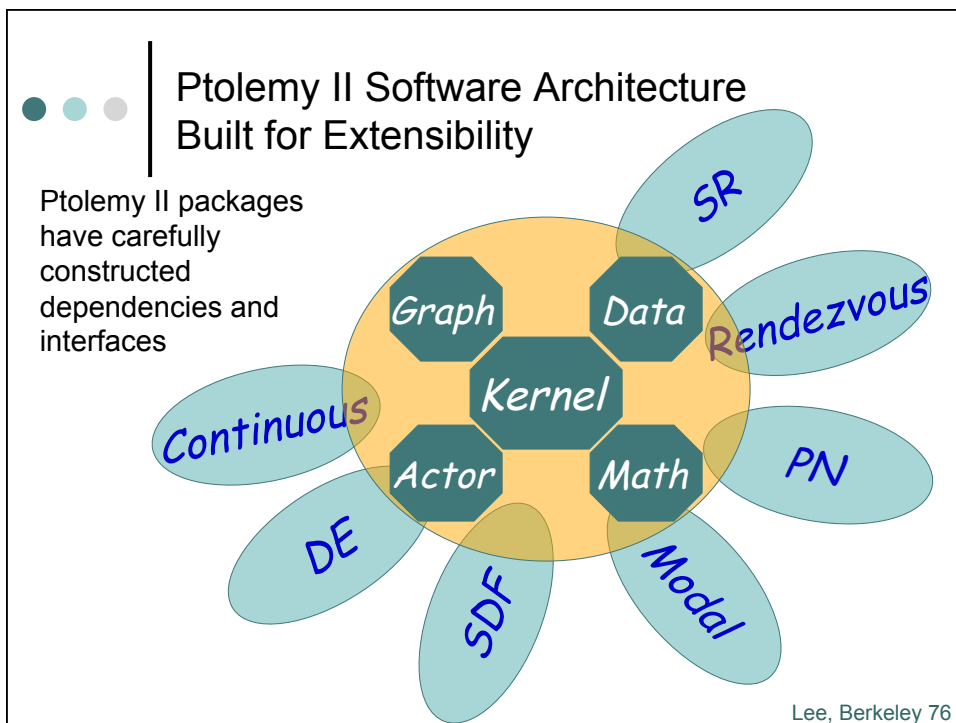 Ptolemy II Software Architecture
Built for Extensibility
Ptolemy II packages
have carefully
constructed
dependencies and
interfaces
SR
Graph
Data
Rendezvous
Kernel
Continuous
Actor
Math
PN
DE
SDF
Modal
Lee, Berkeley 76